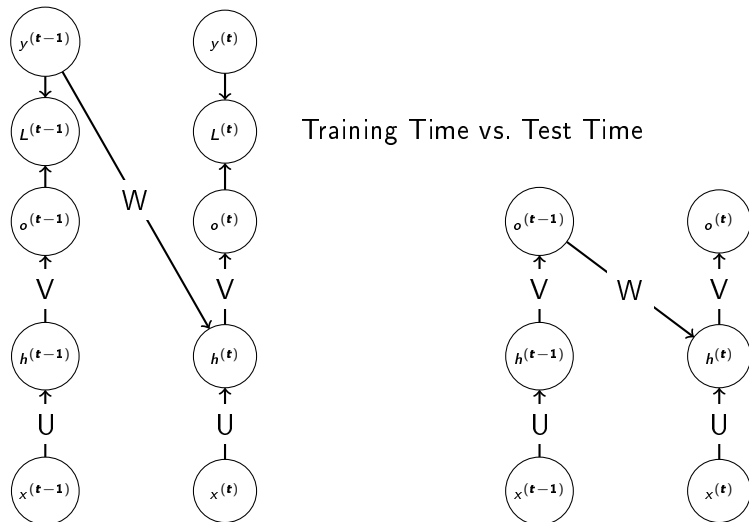 y(t−1) y(t)
L(t−1) L(t) Training Time vs. Test Time
W
o(t−1) o(t) o(t−1) o(t)
V V V W V
h(t−1) h(t) h(t−1) h(t)
U U U U
x(t−1) x(t) x(t−1) x(t)